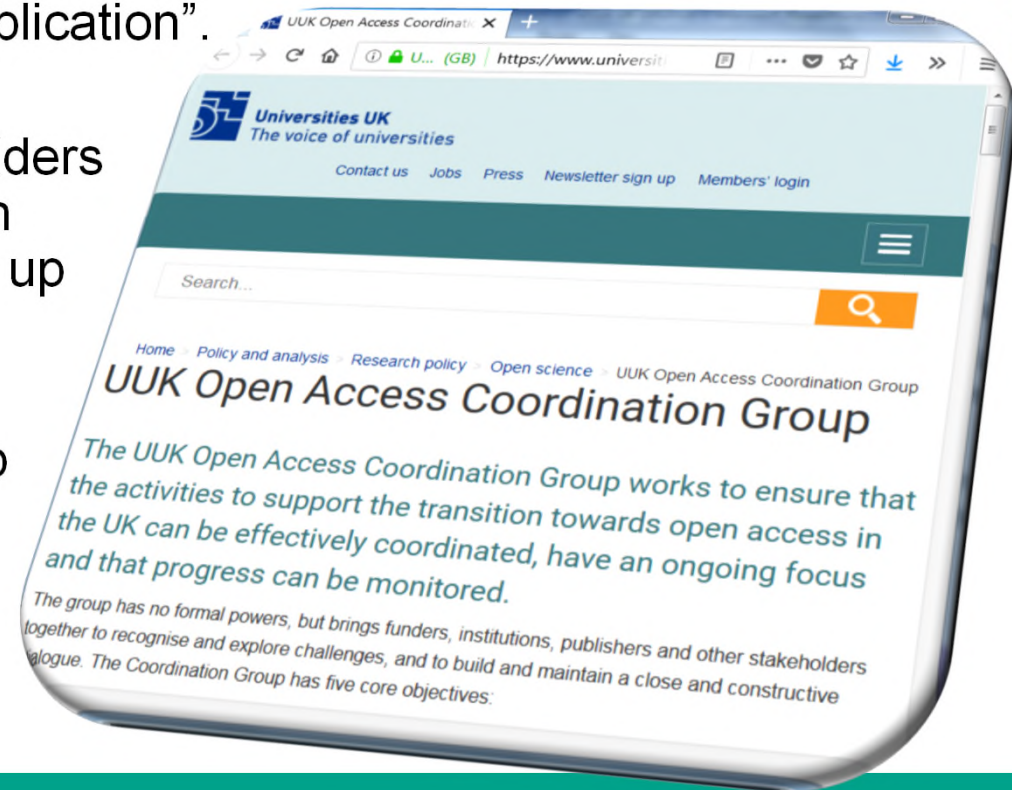 plication”.
ders
n
up
o
UUK Open Access Coordinatic
U... (GB) https://www.universit
Universities UK
The voice of universities
Contact us Jobs Press Newsletter sign up Members' login
Search...
Home Policy and analysis Research policy Open science UUK Open Access Coordination Group
UUK Open Access Coordination Group
The UUK Open Access Coordination Group works to ensure that
the activities to support the transition towards open access in
the UK can be effectively coordinated, have an ongoing focus
and that progress can be monitored.
The group has no formal powers, but brings funders, institutions, publishers and other stakeholders
together to recognise and explore challenges, and to build and maintain a close and constructive
alogue. The Coordination Group has five core objectives: